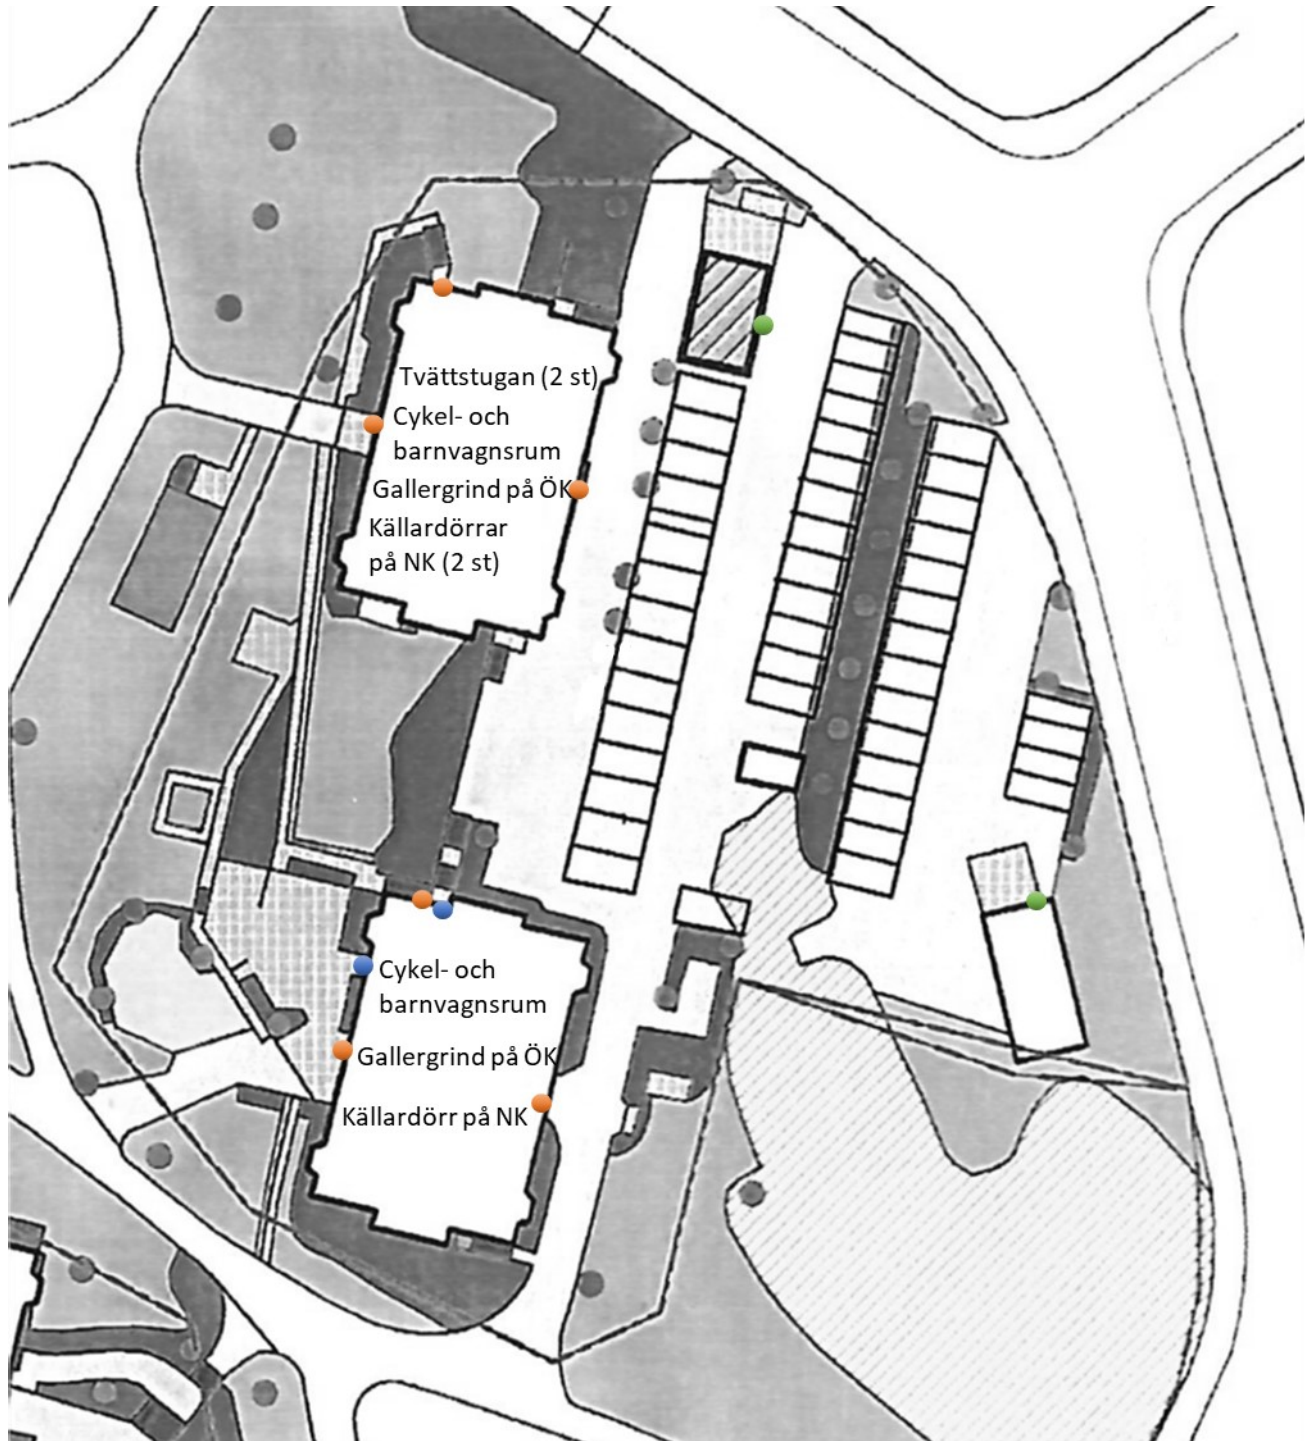 Tvättstugan (2 st)
Cykel- och
barnvagnsrum
Gallergrind på ÖK
Källardörrar
på NK (2 st)
Cykel- och
barnvagnsrum
Gallergrind på ÖK
Källardörr på NK